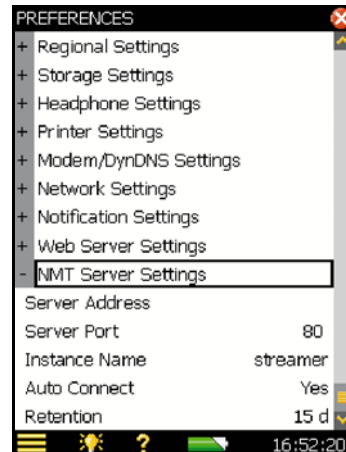 PREFERENCES
+ Regional Settings
+ Storage Settings
+ Headphone Settings
+ Printer Settings
+ Modem/DynDNS Settings
+ Network Settings
+ Notification Settings
+ Web Server Settings
- NMT Server Settings
Server Address
Server Port 80
Instance Name streamer
Auto Connect Yes
Retention 15 d
? 16:52:20